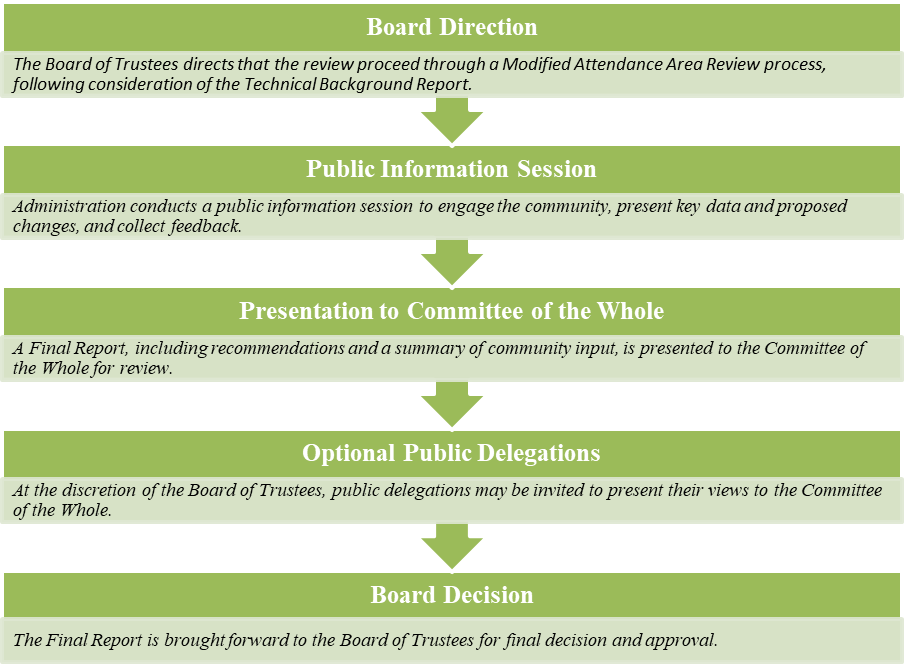 Board Direction
The Board of Trustees directs that the review proceed through a Modified Attendance Area Review process,
following consideration of the Technical Background Report.
Public Information Session
Administration conducts a public information session to engage the community, present key data and proposed
changes, and collect feedback.
Presentation to Committee of the Whole
A Final Report, including recommendations and a summary of community input, is presented to the Committee of
the Whole for review.
Optional Public Delegations
At the discretion of the Board of Trustees, public delegations may be invited to present their views to the Committee
of the Whole.
Board Decision
The Final Report is brought forward to the Board of Trustees for final decision and approval.